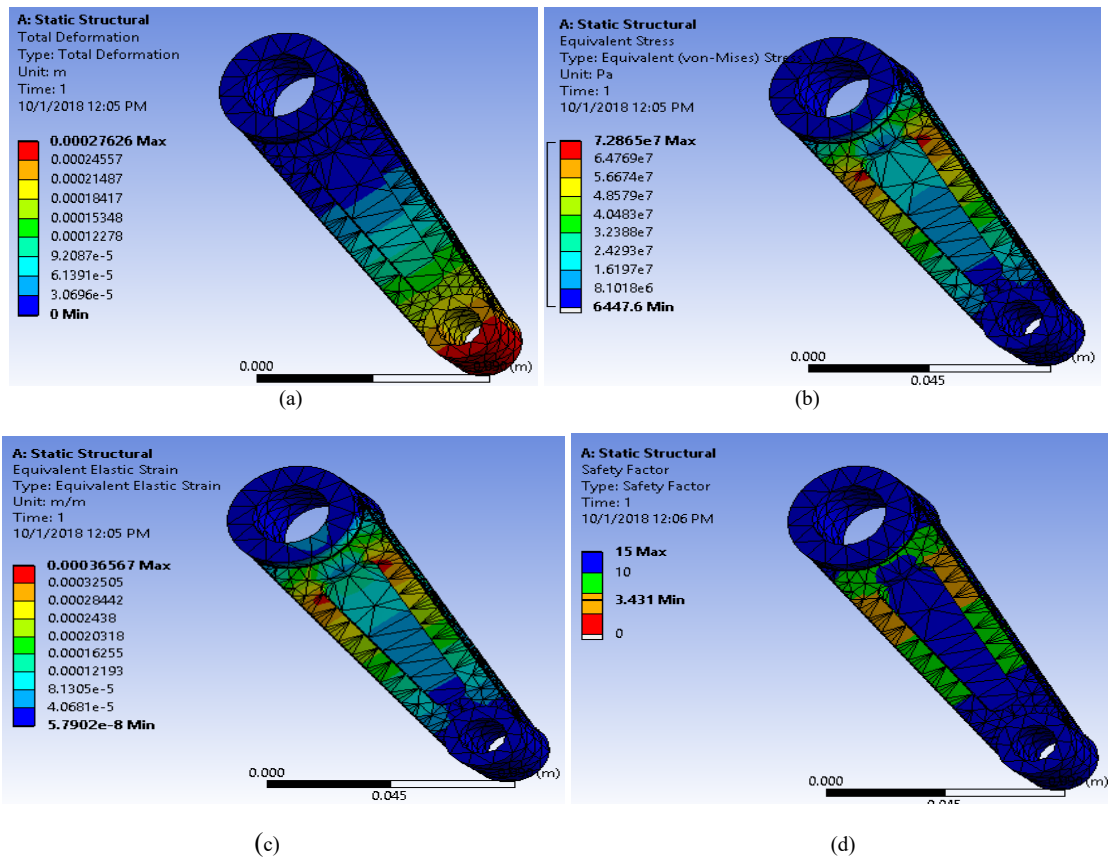 A: Static Structural
Total Deformation
Type: Total Deformation
Unit: m
Time: 1
10/1/2018 12:05 PM
0.00027626 Max
0.00024557
0.00021487
0.00018417
0.00015348
0.00012278
9.2087e-5
6.1391e-5
3.0696e-5
0 Min
0.000
(m)
(a)
A: Static Structural
Equivalent Stress
Type: Equivalent (von-Mises) Stre
Unit: Pa
Time: 1
10/1/2018 12:05 PM
7.2865e7 Max
6.4769e7
5.6674e7
4.8579e7
4.0483e7
3.2388e7
2.4293e7
1.6197e7
8.1018e6
6447.6 Min
0.000
(m)
0.045
(b)
A: Static Structural
Equivalent Elastic Strain
Type: Equivalent Elastic Strain
Unit: m/m
Time: 1
10/1/2018 12:05 PM
0.00036567 Max
0.00032505
0.00028442
0.0002438
0.00020318
0.00016255
0.00012193
8.1305e-5
4.0681e-5
5.7902e-8 Min
0.000
(m)
0.045
(c)
A: Static Structural
Safety Factor
Type: Safety Factor
Time: 1
10/1/2018 12:06 PM
15 Max
10
3.431 Min
0
0.000
(m)
0.045
(d)